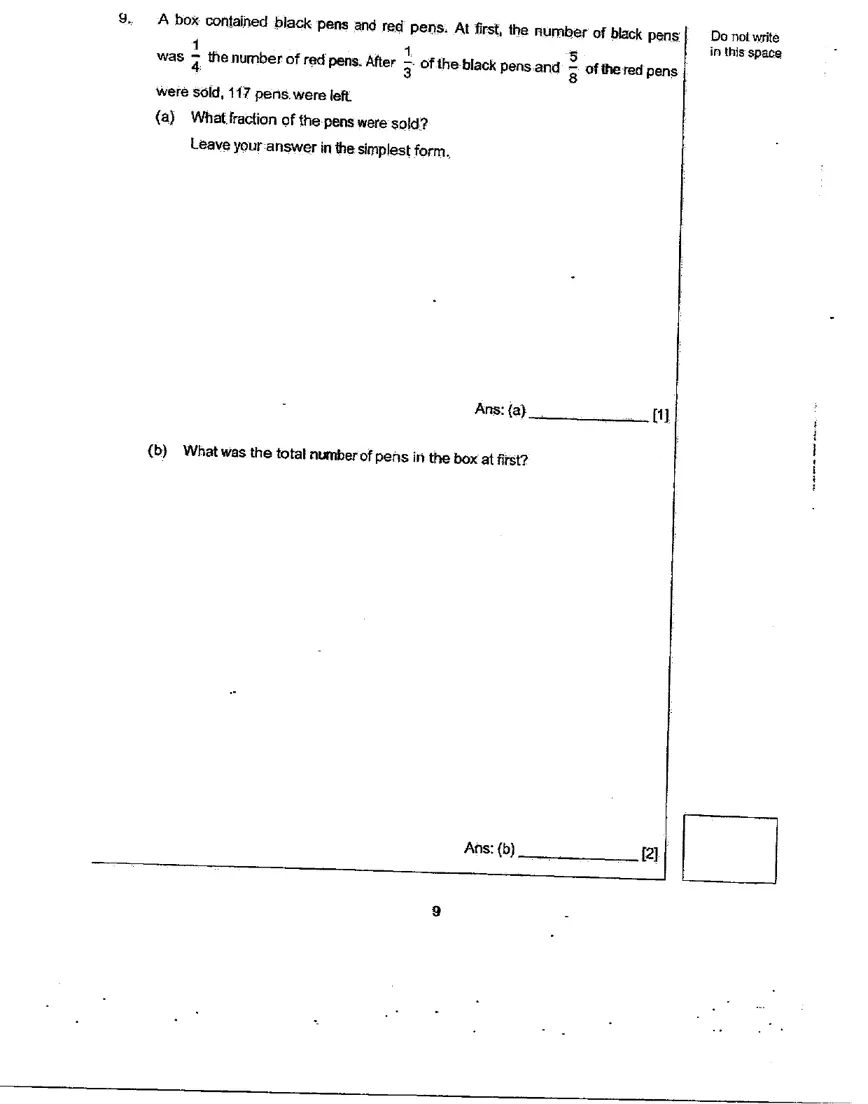 9. A box contained black pens and red pens. At first, the number of black pens
was 1/4 the number of red pens. After 1/3 of the black pens and 5/8 of the red pens
were sold, 117 pens were left.
(a) What fraction of the pens were sold?
Leave your answer in the simplest form.
Ans: (a) ____________ [1]
(b) What was the total number of pens in the box at first?
Ans: (b) ____________ [2]
Do not write
in this space
9